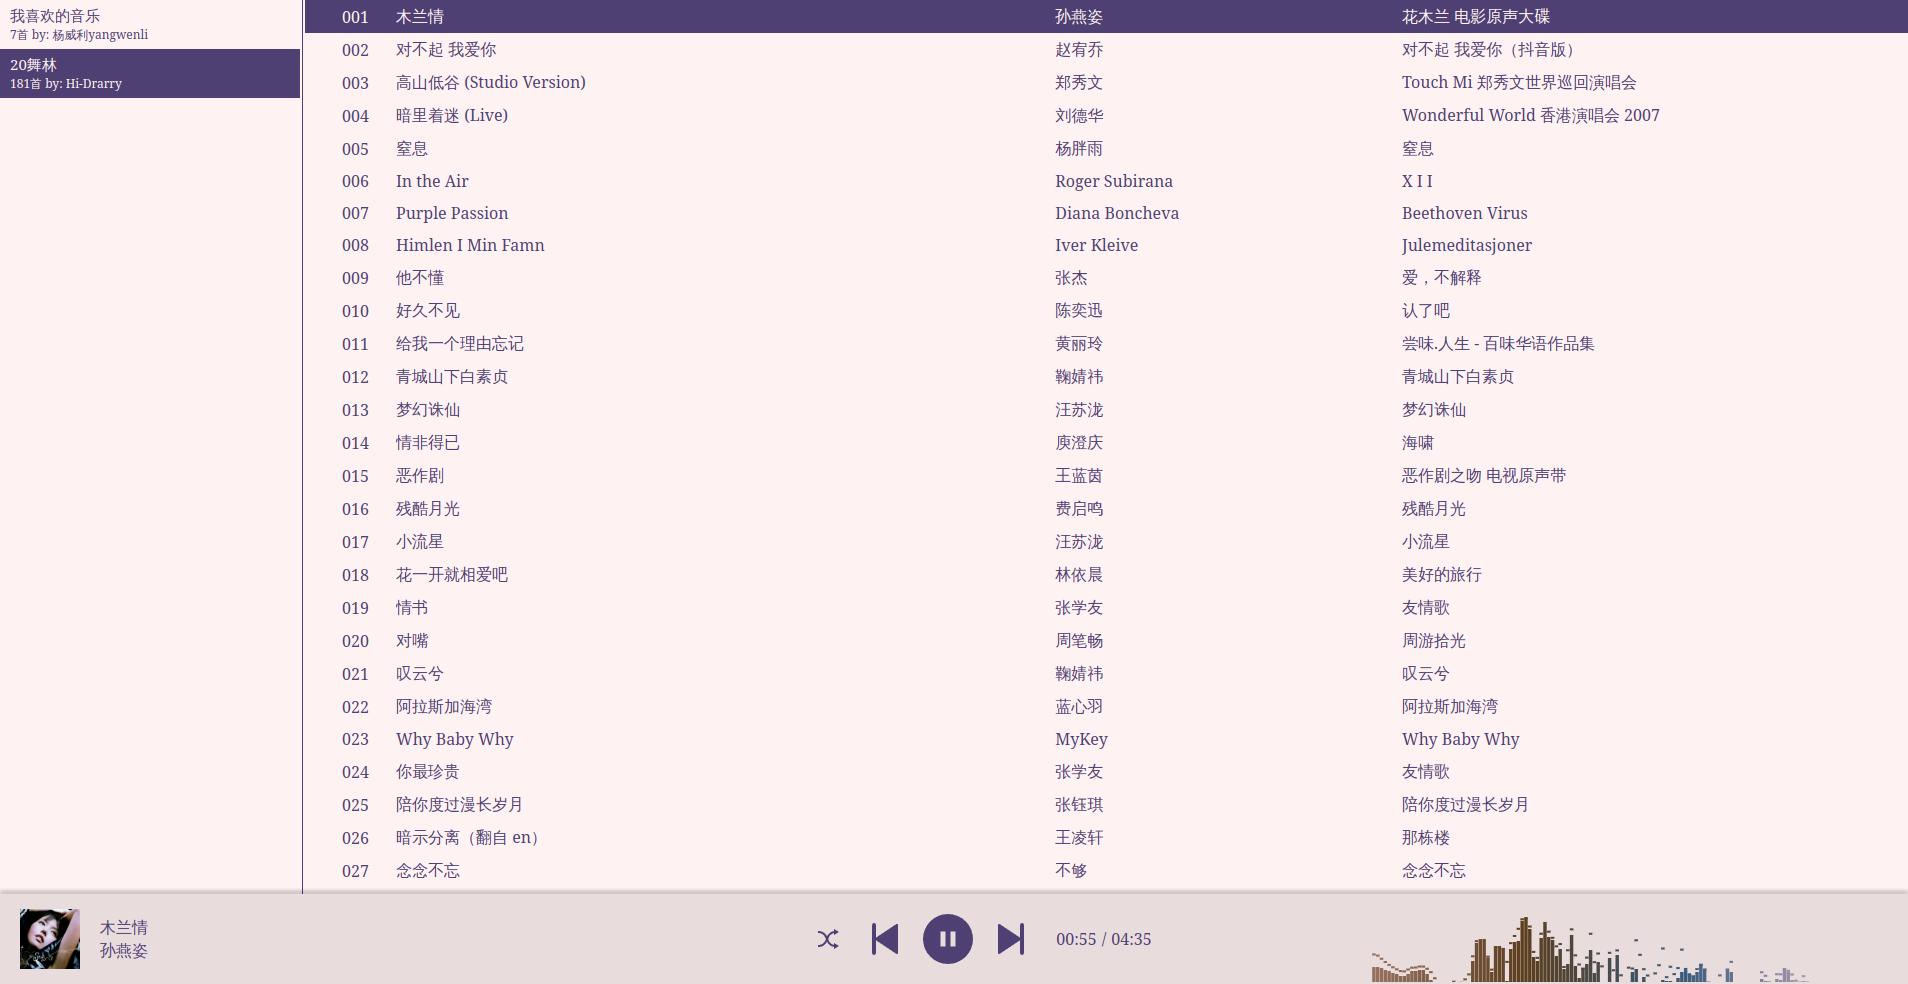 我喜欢的音乐
7首 by: 杨威利yangwenli
20舞林
181首 by: Hi-Drarry
001 木兰情 孙燕姿 花木兰 电影原声大碟
002 对不起 我爱你 赵宥乔 对不起 我爱你（抖音版）
003 高山低谷 (Studio Version) 郑秀文 Touch Mi 郑秀文世界巡回演唱会
004 暗里着迷 (Live) 刘德华 Wonderful World 香港演唱会 2007
005 窒息 杨胖雨 窒息
006 In the Air Roger Subirana X I I
007 Purple Passion Diana Boncheva Beethoven Virus
008 Himlen I Min Famn Iver Kleive Julemeditasjoner
009 他不懂 张杰 爱，不解释
010 好久不见 陈奕迅 认了吧
011 给我一个理由忘记 黄丽玲 尝味.人生 - 百味华语作品集
012 青城山下白素贞 鞠婧祎 青城山下白素贞
013 梦幻诛仙 汪苏泷 梦幻诛仙
014 情非得已 庾澄庆 海啸
015 恶作剧 王蓝茵 恶作剧之吻 电视原声带
016 残酷月光 费启鸣 残酷月光
017 小流星 汪苏泷 小流星
018 花一开就相爱吧 林依晨 美好的旅行
019 情书 张学友 友情歌
020 对嘴 周笔畅 周游拾光
021 叹云兮 鞠婧祎 叹云兮
022 阿拉斯加海湾 蓝心羽 阿拉斯加海湾
023 Why Baby Why MyKey Why Baby Why
024 你最珍贵 张学友 友情歌
025 陪你度过漫长岁月 张钰琪 陪你度过漫长岁月
026 暗示分离（翻自 en） 王凌轩 那栋楼
027 念念不忘 不够 念念不忘
木兰情
孙燕姿
00:55 / 04:35